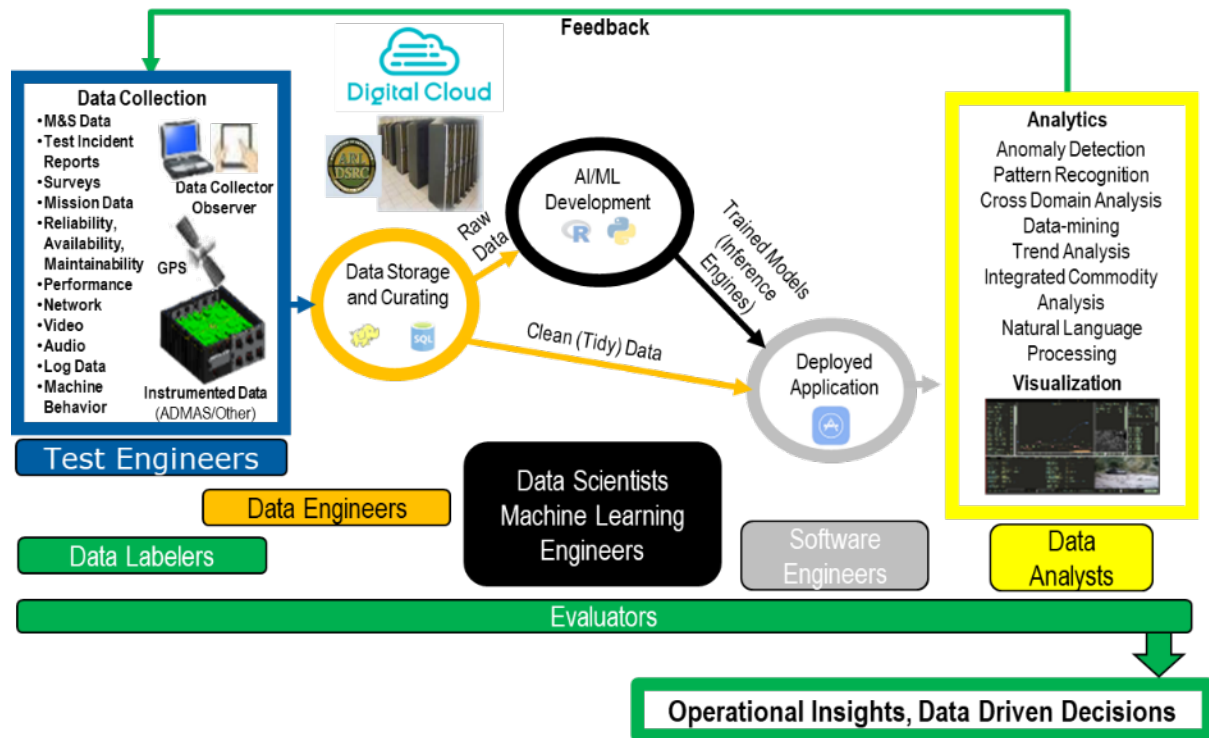 Feedback
Digital Cloud
Data Collection
•M&S Data
•Test Incident
Reports
•Surveys
•Mission Data
•Reliability,
Availability,
Maintainability
•Performance
•Network
•Video
•Audio
•Log Data
•Machine
Behavior
Data Collector
Observer
GPS
Instrumented Data
(ADMAS/Other)
ARL
DSRC
Data Storage
and Curating
SQL
Raw
Data
AI/ML
Development
R
Trained Models
(Inference
Engines)
Clean (Tidy) Data
Deployed
Application
Analytics
Anomaly Detection
Pattern Recognition
Cross Domain Analysis
Data-mining
Trend Analysis
Integrated Commodity
Analysis
Natural Language
Processing
Visualization
Test Engineers
Data Engineers
Data Labelers
Data Scientists
Machine Learning
Engineers
Software
Engineers
Data
Analysts
Evaluators
Operational Insights, Data Driven Decisions